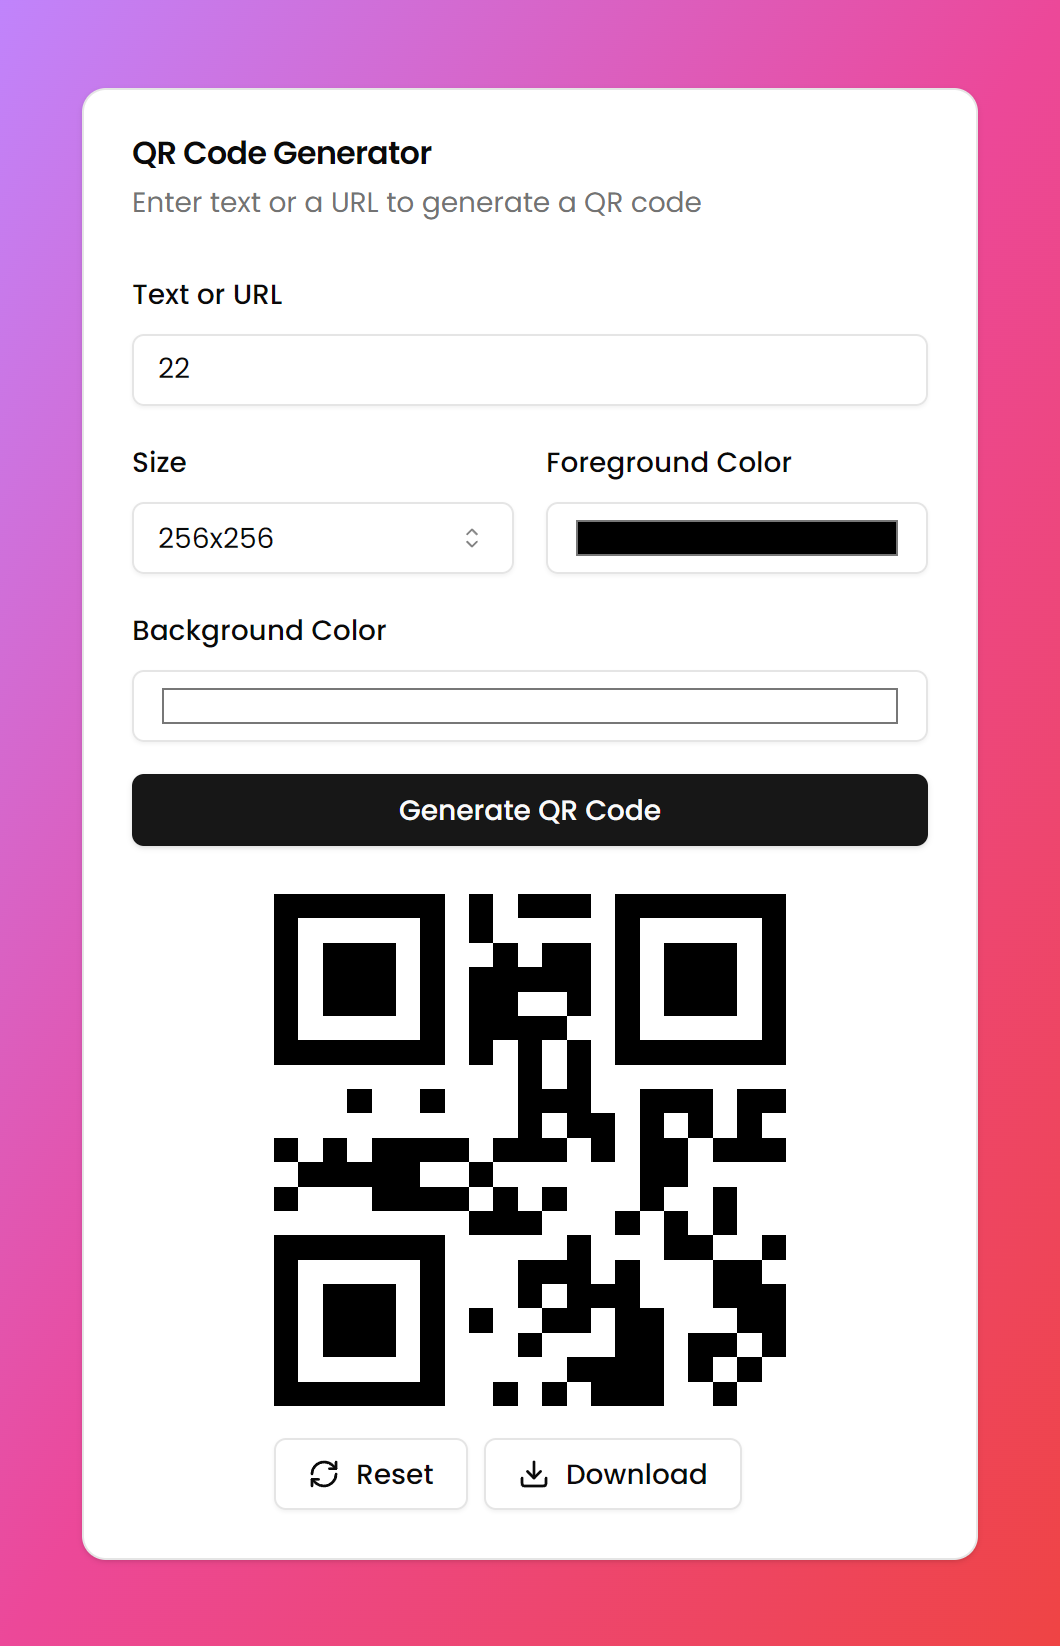 QR Code Generator
Enter text or a URL to generate a QR code
Text or URL
22
Size
Foreground Color
256x256
Background Color
Generate QR Code
Reset
Download